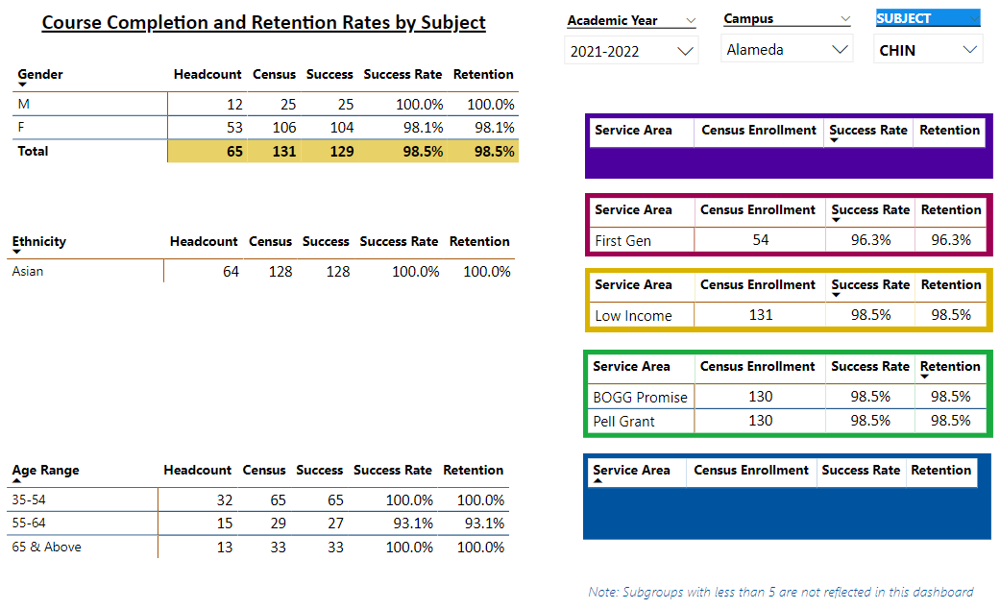 Course Completion and Retention Rates by Subject
Academic Year
2021-2022
Campus
Alameda
SUBJECT
CHIN
Gender Headcount Census Success Success Rate Retention
M 12 25 25 100.0% 100.0%
F 53 106 104 98.1% 98.1%
Total 65 131 129 98.5% 98.5%
Ethnicity Headcount Census Success Success Rate Retention
Asian 64 128 128 100.0% 100.0%
Age Range Headcount Census Success Success Rate Retention
35-54 32 65 65 100.0% 100.0%
55-64 15 29 27 93.1% 93.1%
65 & Above 13 33 33 100.0% 100.0%
Service Area Census Enrollment Success Rate Retention
Service Area Census Enrollment Success Rate Retention
First Gen 54 96.3% 96.3%
Service Area Census Enrollment Success Rate Retention
Low Income 131 98.5% 98.5%
Service Area Census Enrollment Success Rate Retention
BOGG Promise 130 98.5% 98.5%
Pell Grant 130 98.5% 98.5%
Service Area Census Enrollment Success Rate Retention
Note: Subgroups with less than 5 are not reflected in this dashboard